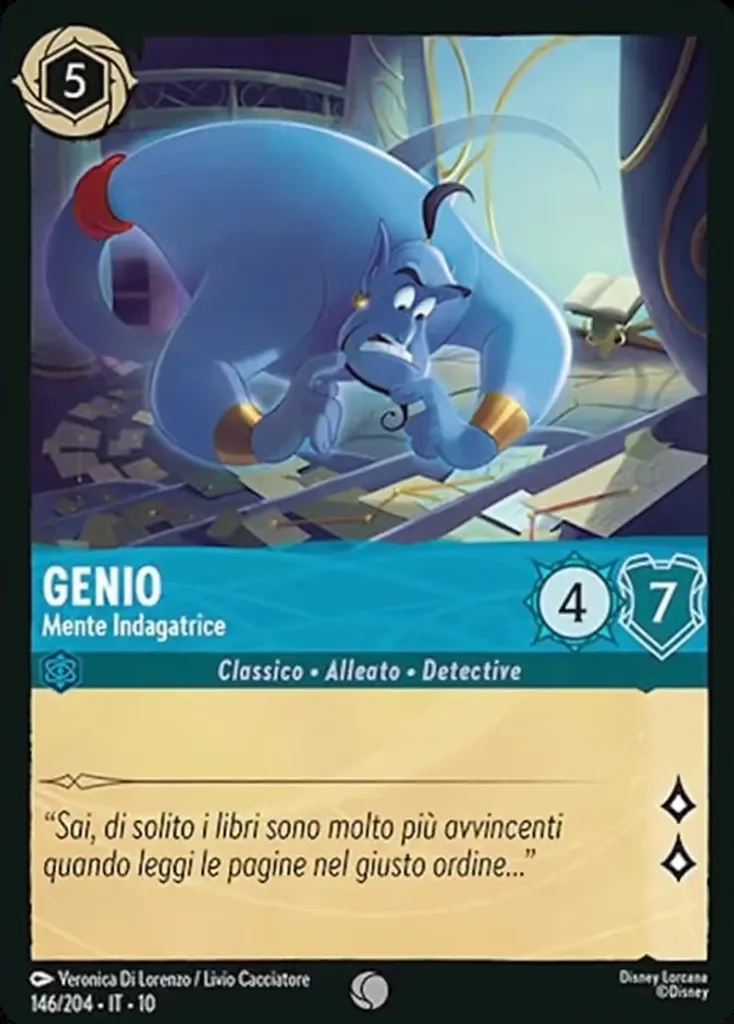 5
GENIO
Mente Indagatrice
4
7
Classico • Alleato • Detective
“Sai, di solito i libri sono molto più avvincenti
quando leggi le pagine nel giusto ordine...”
Veronica Di Lorenzo / Livio Cacciatore
146/204 • IT • 10
Disney Lorcana
©Disney